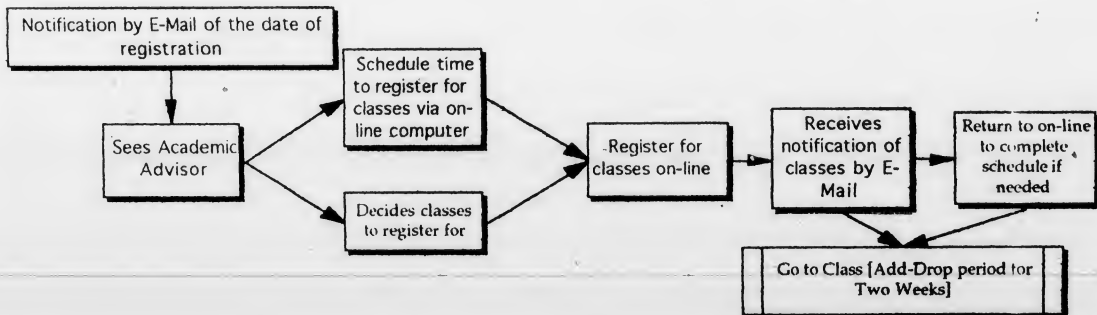 Notification by E-Mail of the date of
registration
Sees Academic
Advisor
Schedule time
to register for
classes via on-
line computer
Decides classes
to register for
Register for
classes on-line
Receives
notification of
classes by E-
Mail
Return to on-line
to complete
schedule if
needed
Go to Class [Add-Drop period for
Two Weeks]